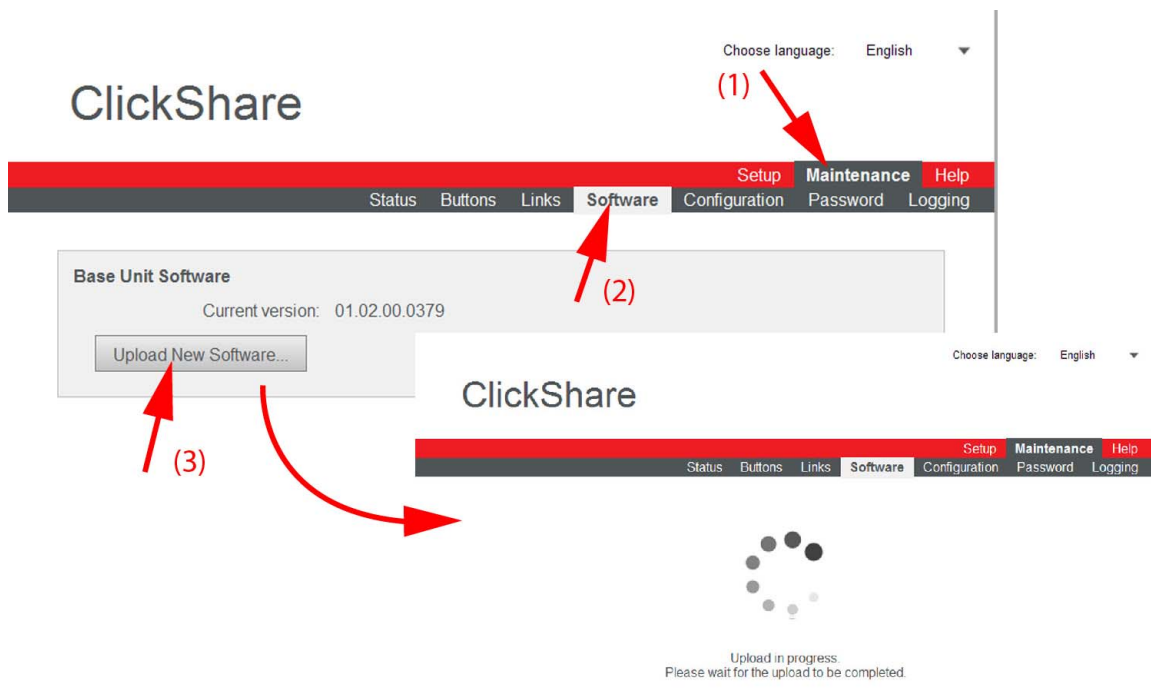 Choose language: English
(1)
ClickShare
Setup Maintenance Help
Status Buttons Links Software Configuration Password Logging
Base Unit Software
(2)
Current version: 01.02.00.0379
Upload New Software...
(3)
Choose language: English
ClickShare
Setup Maintenance Help
Status Buttons Links Software Configuration Password Logging
Upload in progress.
Please wait for the upload to be completed.